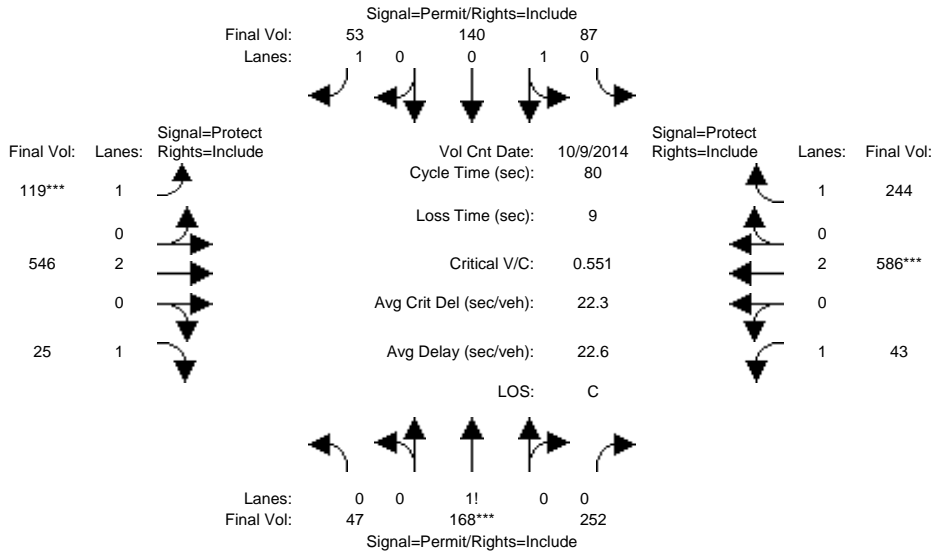 Signal=Permit/Rights=Include
Final Vol: 53 140 87
Lanes: 1 0 0 1 0
Signal=Protect Signal=Protect
Final Vol: Lanes: Rights=Include Vol Cnt Date: 10/9/2014 Rights=Include Lanes: Final Vol:
Cycle Time (sec): 80
119*** 1 1 244
Loss Time (sec): 9
0 0
546 2 Critical V/C: 0.551 2 586***
0 Avg Crit Del (sec/veh): 22.3 0
25 1 Avg Delay (sec/veh): 22.6 1 43
LOS: C
Lanes: 0 0 1! 0 0
Final Vol: 47 168*** 252
Signal=Permit/Rights=Include